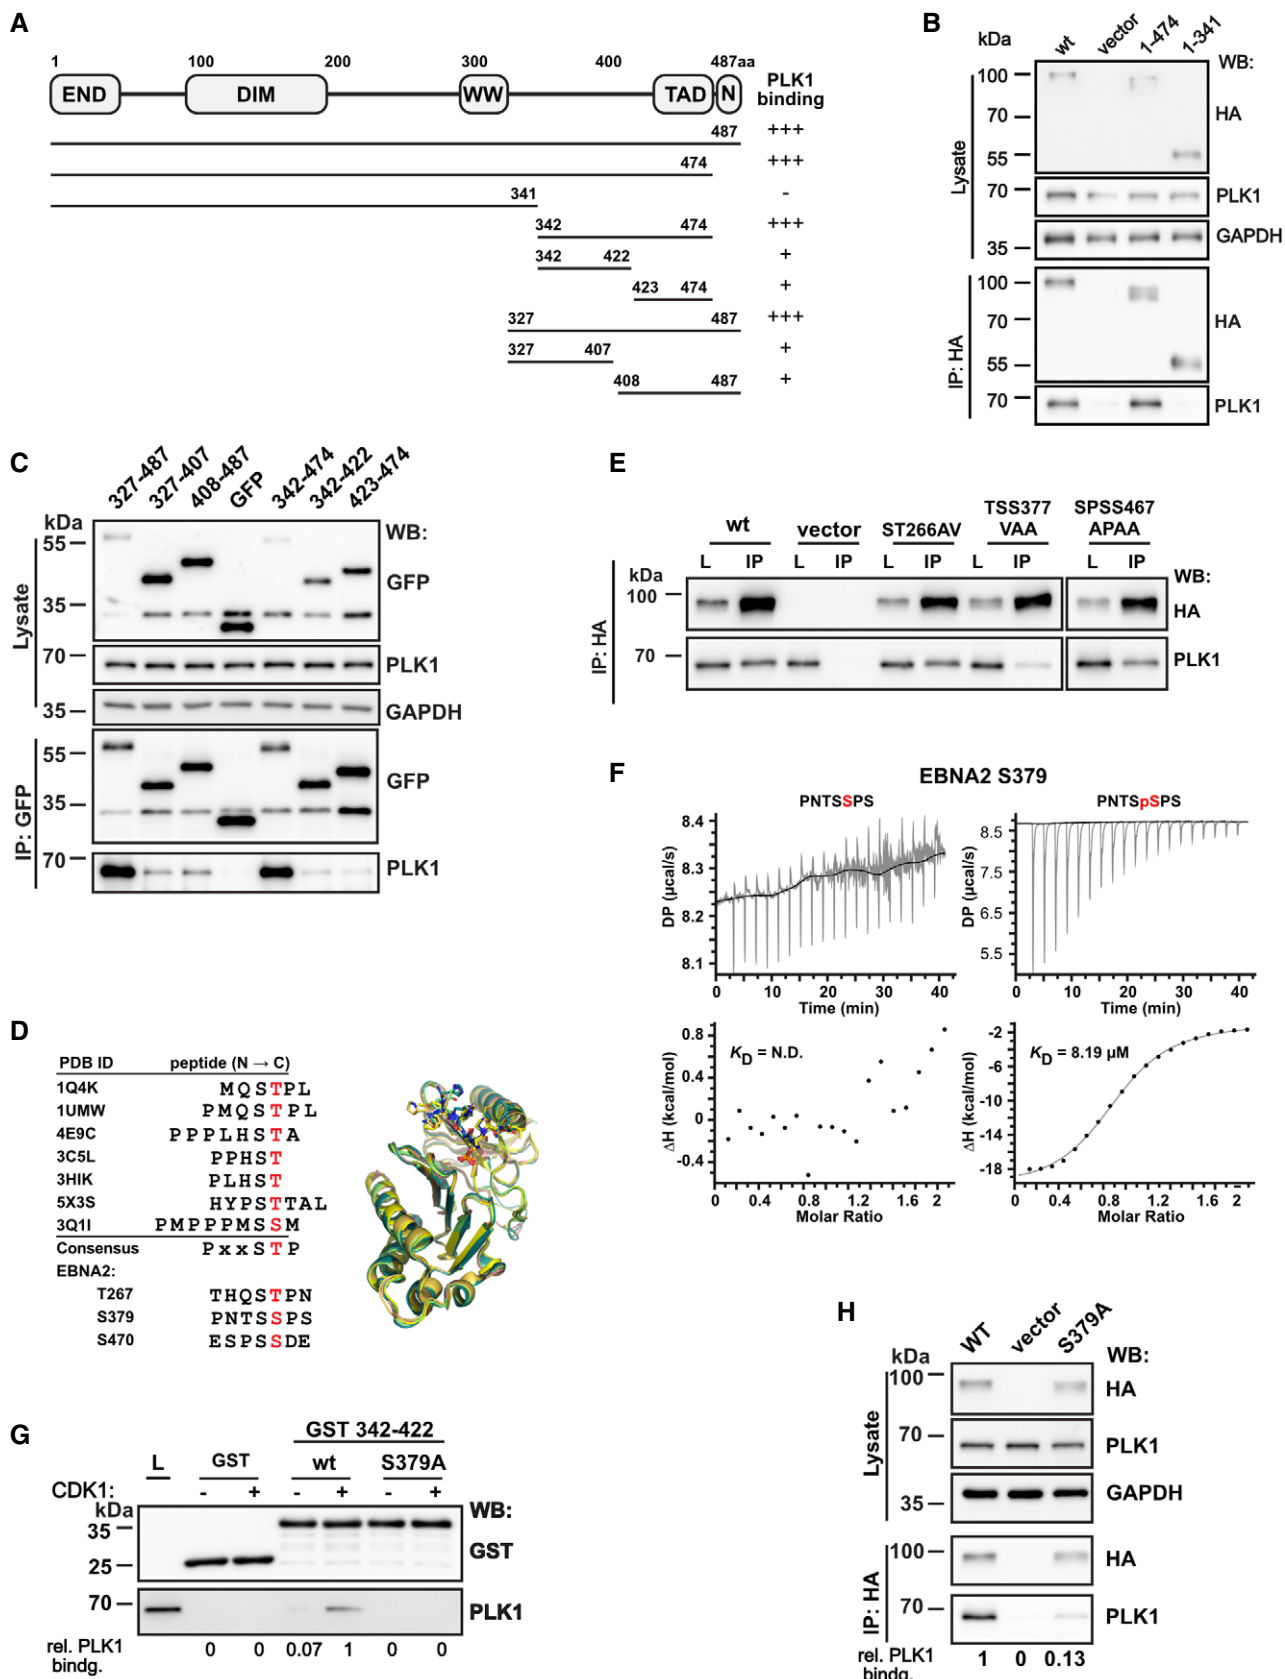 A
1 100 200 300 400 487aa
END DIM WW TAD N
PLK1
binding
487 +++
474 +++
341 -
342 474 +++
342 422 +
423 474 +
327 487 +++
327 407 +
408 487 +
B
kDa wt vector 1-474 1-341
WB:
Lysate
100
70
55
HA
70
PLK1
35
GAPDH
IP: HA
100
70
55
HA
70
PLK1
C
327-487 327-407 408-487 GFP 342-474 342-422 423-474
kDa
WB:
Lysate
55
35
GFP
70
PLK1
35
GAPDH
IP: GFP
55
35
GFP
70
PLK1
D
PDB ID peptide (N → C)
1Q4K MQSTPL
1UMW PMQSTPL
4E9C PPPLHSTA
3C5L PPHST
3HIK PLHST
5X3S HYPSTTAL
3Q1I PMPPPMSSM
Consensus PxxSTP
EBNA2:
T267 THQSTPN
S379 PNTSSPS
S470 ESPSSDE
E
wt vector ST266AV TSS377 VAA SPSS467 APAA
L IP L IP L IP L IP L IP
kDa
WB:
IP: HA
100
HA
70
PLK1
F
EBNA2 S379
PNTSSPS PNTSpSPS
8.4
8.2
8.1
DP (µcal/s)
0 10 20 30 40
Time (min)
8.5
7.5
6.5
5.5
DP (µcal/s)
0 10 20 30 40
Time (min)
0.8
0.4
0
-0.4
ΔH (kcal/mol)
KD = N.D.
0 0.4 0.8 1.2 1.6 2
Molar Ratio
-2
-6
-10
-14
-18
ΔH (kcal/mol)
KD = 8.19 µM
0 0.4 0.8 1.2 1.6 2
Molar Ratio
G
GST 342-422
L GST wt S379A
CDK1: - + - + - +
kDa
WB:
35
25
GST
70
PLK1
rel. PLK1
bindg.
0 0 0.07 1 0 0
H
WT vector S379A
kDa
WB:
Lysate
100
HA
70
PLK1
35
GAPDH
IP: HA
100
HA
70
PLK1
rel. PLK1
bindg.
1 0 0.13